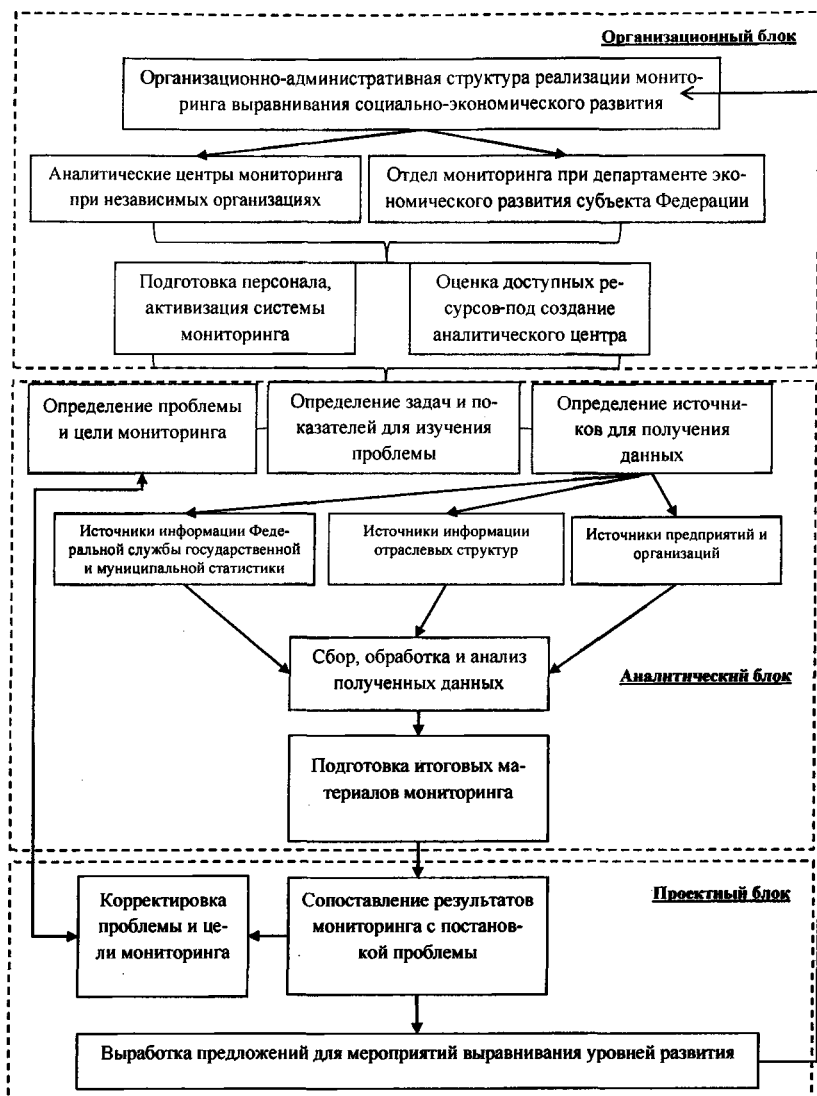 Организационный блок
Организационно-административная структура реализации монито-
ринга выравнивания социально-экономического развития
Аналитические центры мониторинга
при независимых организациях
Отдел мониторинга при департаменте эко-
номического развития субъекта Федерации
Подготовка персонала,
активизация системы
мониторинга
Оценка доступных ре-
сурсов-под создание
аналитического центра
Определение проблемы
и цели мониторинга
Определение задач и по-
казателей для изучения
проблемы
Определение источни-
ков для получения
данных
Источники информации Феде-
ральной службы государственной
и муниципальной статистики
Источники информации
отраслевых структур
Источники предприятий и
организаций
Сбор, обработка и анализ
полученных данных
Аналитический блок
Подготовка итоговых ма-
териалов мониторинга
Проектный блок
Корректировка
проблемы и це-
ли мониторинга
Сопоставление результатов
мониторинга с постанов-
кой проблемы
Выработка предложений для мероприятий выравнивания уровней развития